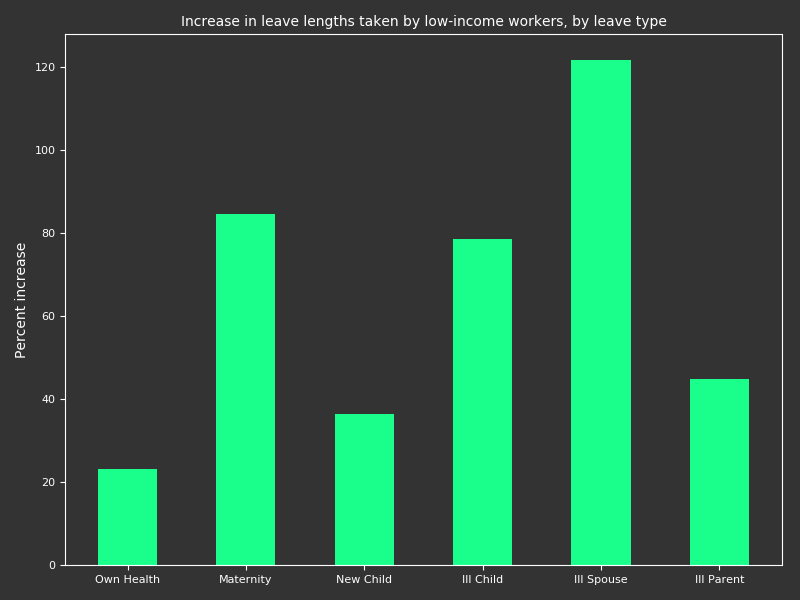 Increase in leave lengths taken by low-income workers, by leave type
Percent increase
120
100
80
60
40
20
0
Own Health Maternity New Child Ill Child Ill Spouse Ill Parent